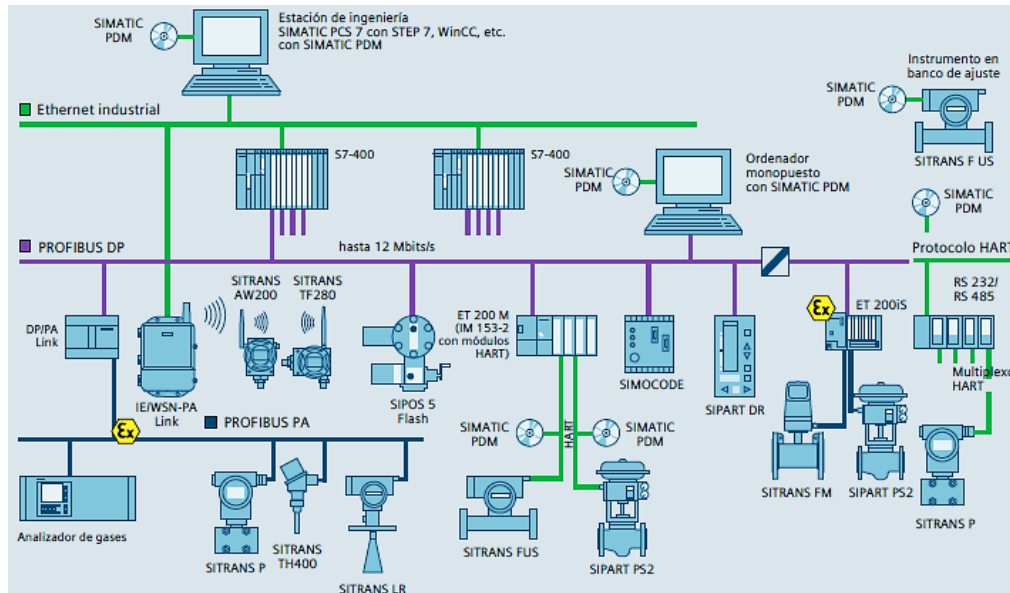 SIMATIC
PDM
Estación de ingeniería
SIMATIC PCS 7 con STEP 7, WinCC, etc.
con SIMATIC PDM
Instrumento en
banco de ajuste
SIMATIC
PDM
SITRANS F US
Ethernet industrial
S7-400
S7-400
SIMATIC
PDM
Ordenador
monopuesto
con SIMATIC PDM
SIMATIC
PDM
PROFIBUS DP
hasta 12 Mbits/s
Protocolo HART
DP/PA
Link
IE/WSN-PA
Link
SITRANS
AW200
SITRANS
TF280
SIPOS 5
Flash
ET 200 M
(IM 153-2
con módulos
HART)
SIMOCODE
SIPART DR
Ex
ET 200iS
RS 232/
RS 485
Multiplexo
HART
Ex
PROFIBUS PA
SIMATIC
PDM
HART
SIMATIC
PDM
SITRANS FM
SIPART PS2
SITRANS P
Analizador de gases
SITRANS P
SITRANS
TH400
SITRANS LR
SITRANS FUS
SIPART PS2